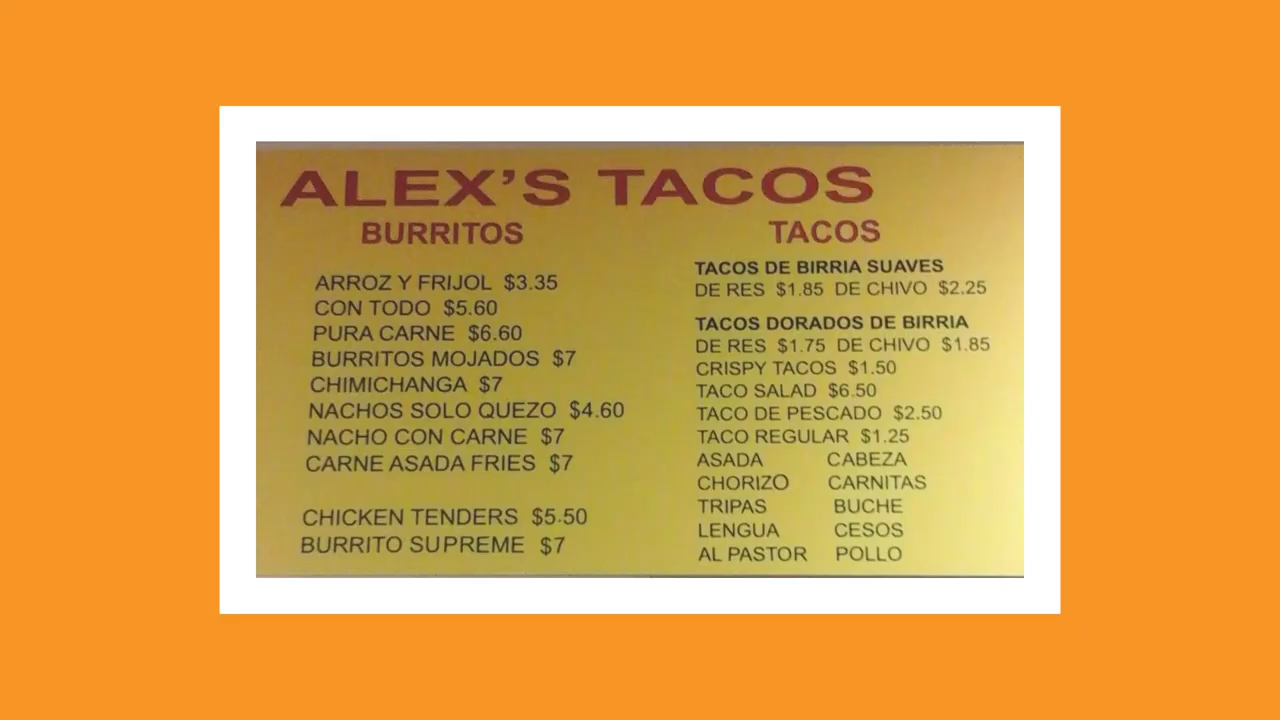 ALEX'S TACOS
BURRITOS
ARROZ Y FRIJOL $3.35
CON TODO $5.60
PURA CARNE $6.60
BURRITOS MOJADOS $7
CHIMICHANGA $7
NACHOS SOLO QUEZO $4.60
NACHO CON CARNE $7
CARNE ASADA FRIES $7
CHICKEN TENDERS $5.50
BURRITO SUPREME $7
TACOS
TACOS DE BIRRIA SUAVES
DE RES $1.85 DE CHIVO $2.25
TACOS DORADOS DE BIRRIA
DE RES $1.75 DE CHIVO $1.85
CRISPY TACOS $1.50
TACO SALAD $6.50
TACO DE PESCADO $2.50
TACO REGULAR $1.25
ASADA CABEZA
CHORIZO CARNITAS
TRIPAS BUCHE
LENGUA CESOS
AL PASTOR POLLO